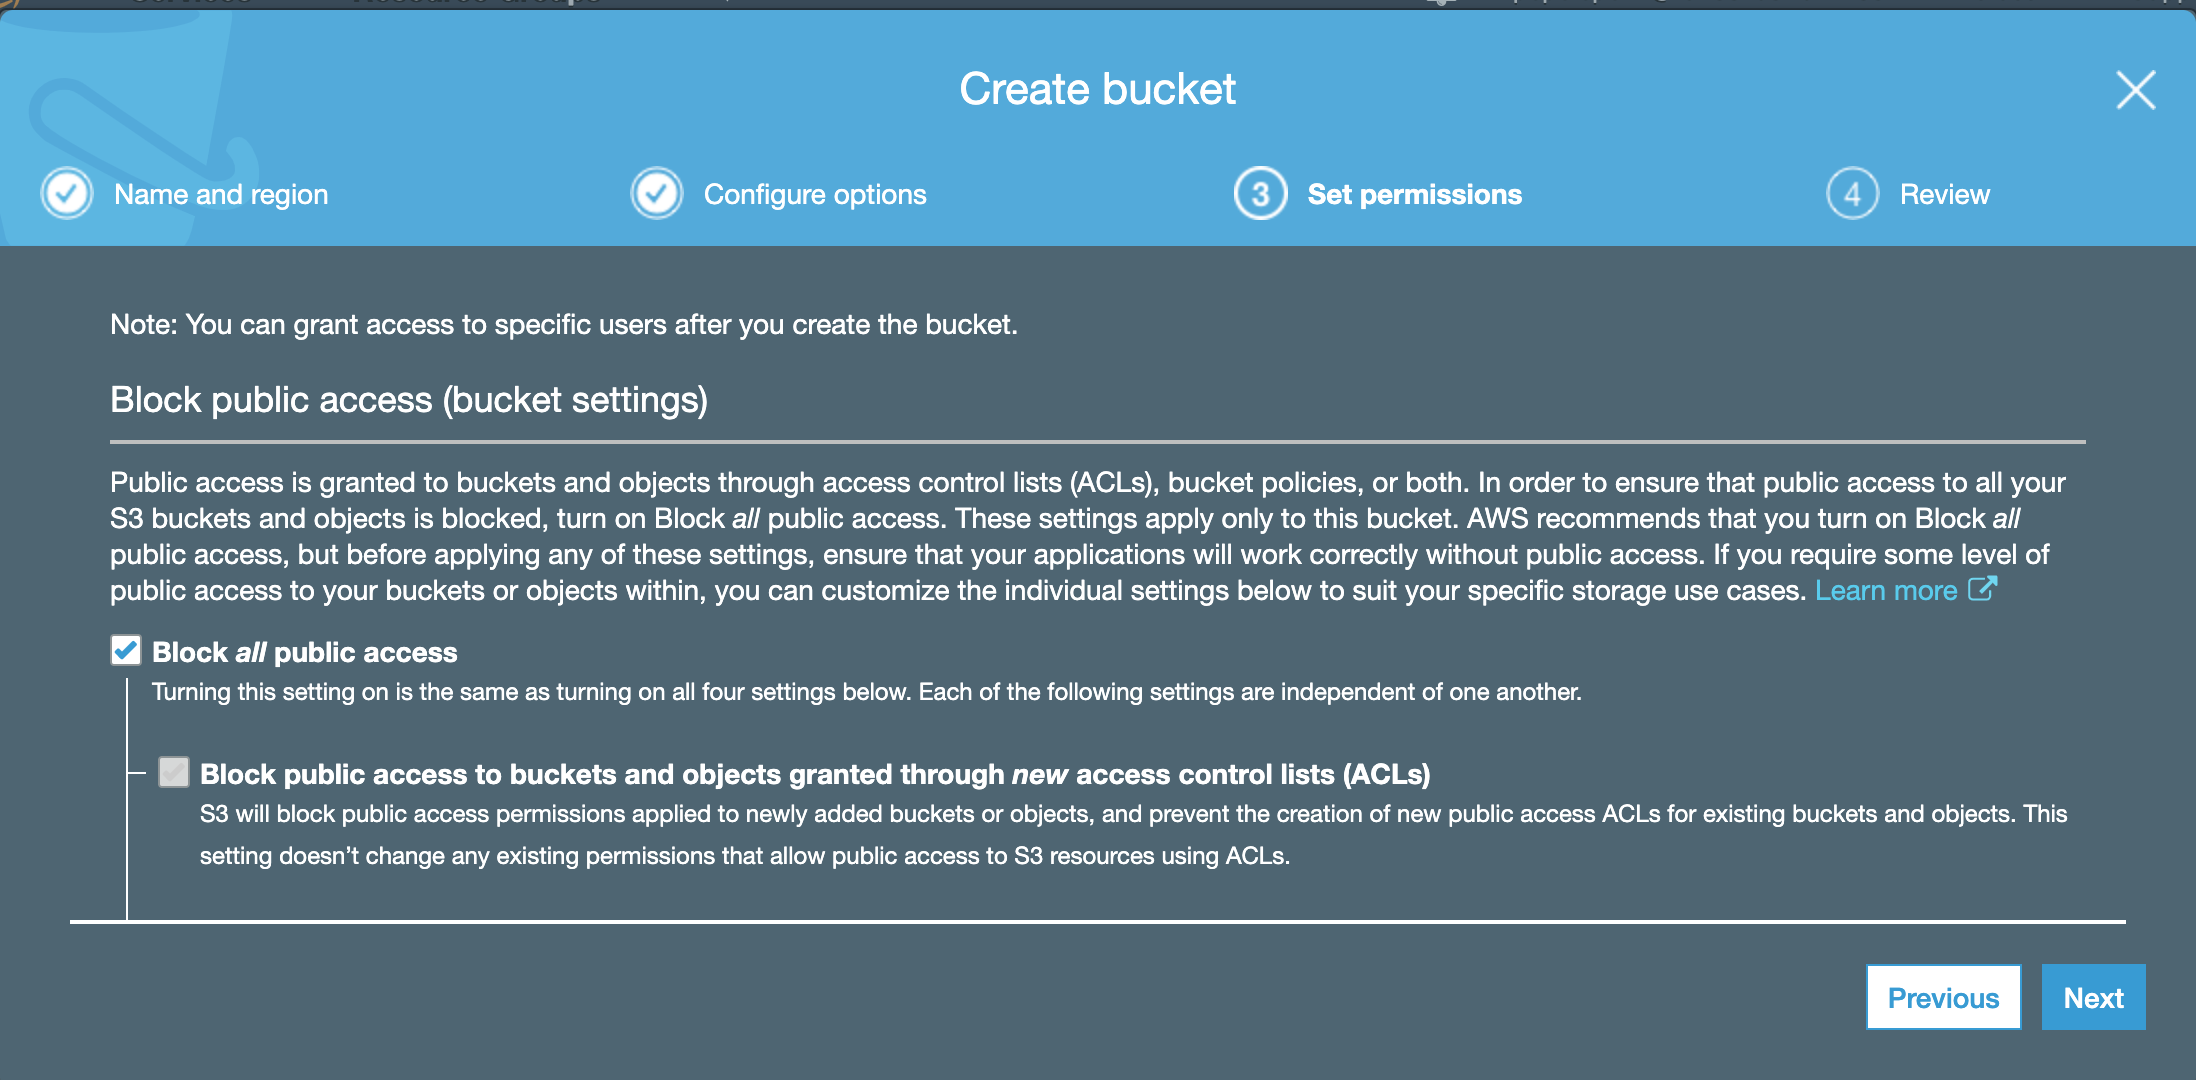 Create bucket
Name and region
Configure options
3 Set permissions
4 Review
Note: You can grant access to specific users after you create the bucket.
Block public access (bucket settings)
Public access is granted to buckets and objects through access control lists (ACLs), bucket policies, or both. In order to ensure that public access to all your
S3 buckets and objects is blocked, turn on Block all public access. These settings apply only to this bucket. AWS recommends that you turn on Block all
public access, but before applying any of these settings, ensure that your applications will work correctly without public access. If you require some level of
public access to your buckets or objects within, you can customize the individual settings below to suit your specific storage use cases. Learn more
Block all public access
Turning this setting on is the same as turning on all four settings below. Each of the following settings are independent of one another.
Block public access to buckets and objects granted through new access control lists (ACLs)
S3 will block public access permissions applied to newly added buckets or objects, and prevent the creation of new public access ACLs for existing buckets and objects. This
setting doesn’t change any existing permissions that allow public access to S3 resources using ACLs.
Previous
Next